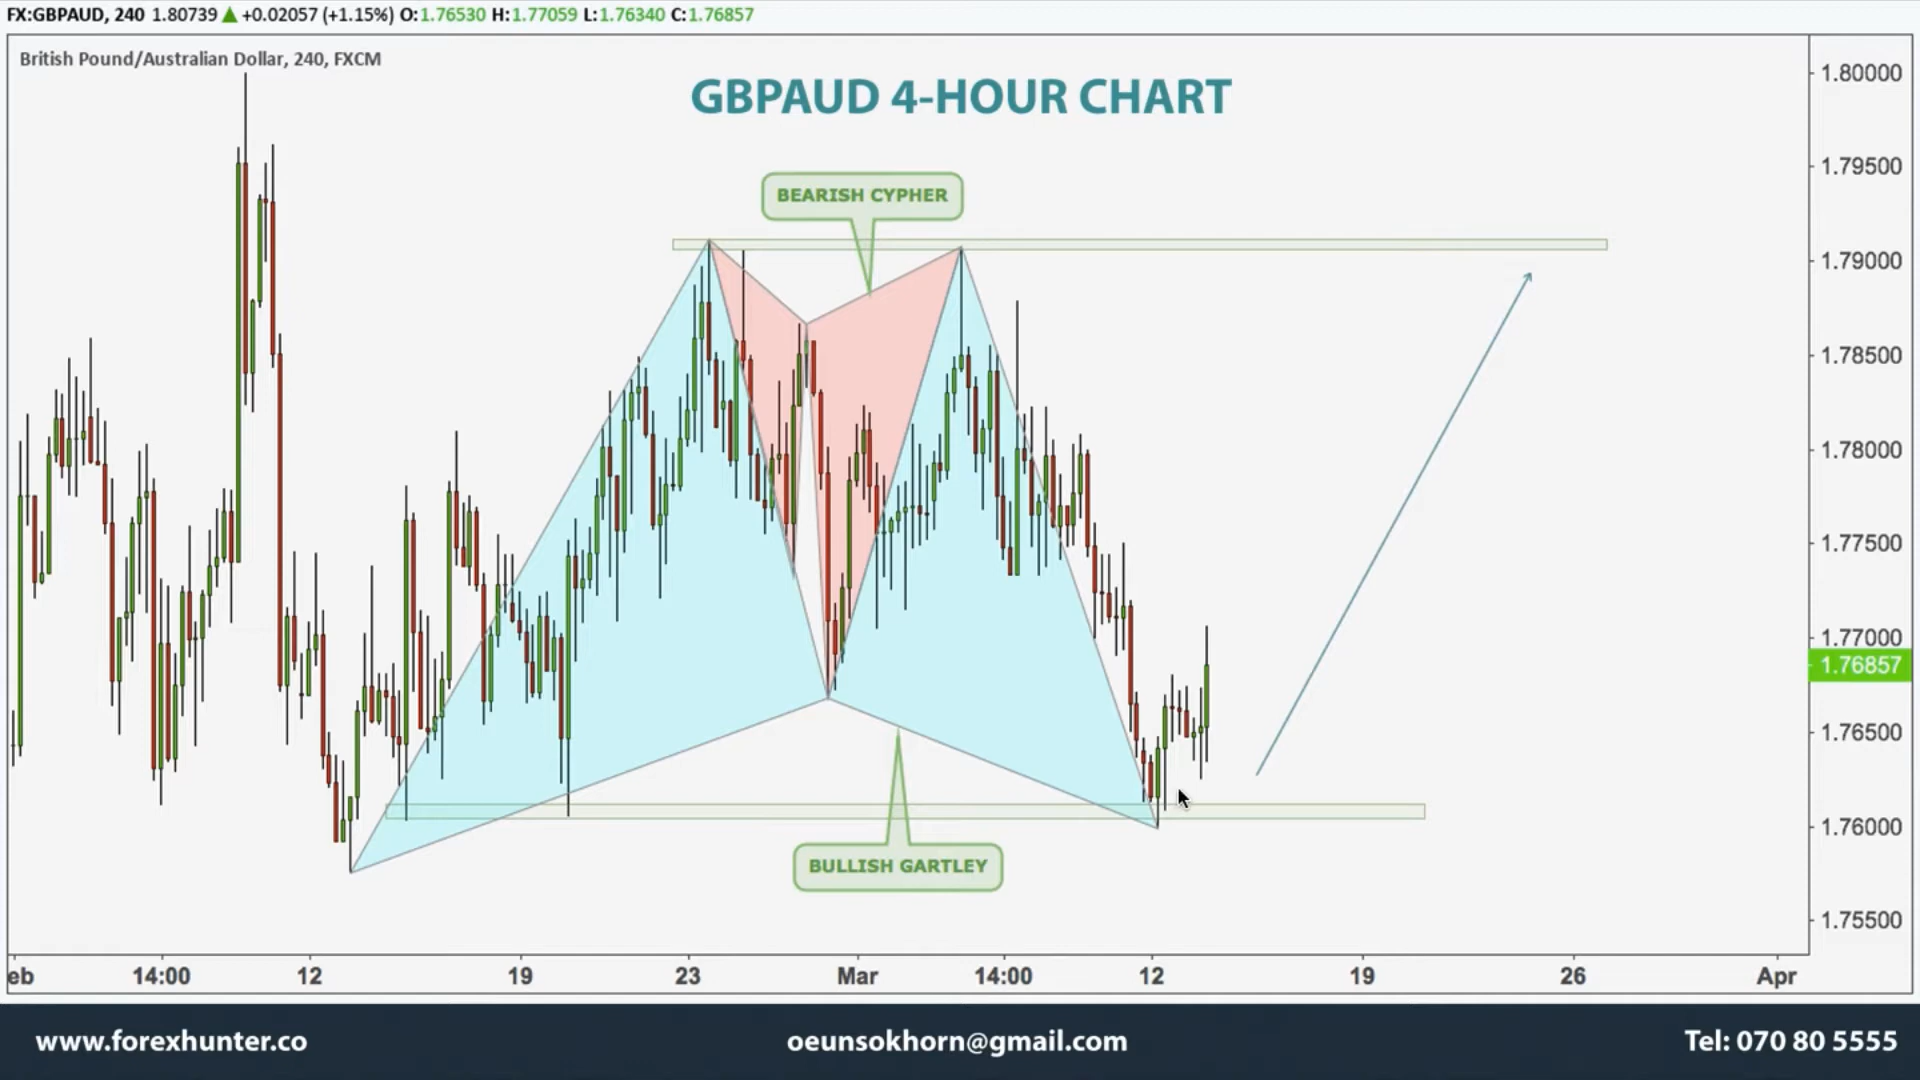 FX:GBPAUD, 240 1.80739 ▲ +0.02057 (+1.15%) O:1.76530 H:1.77059 L:1.76340 C:1.76857
British Pound/Australian Dollar, 240, FXCM
GBPAUD 4-HOUR CHART
BEARISH CYPHER
BULLISH GARTLEY
1.80000
1.79500
1.79000
1.78500
1.78000
1.77500
1.77000
1.76857
1.76500
1.76000
1.75500
eb 14:00 12 19 23 Mar 14:00 12 19 26 Apr
www.forexhunter.co oeunsokhorn@gmail.com Tel: 070 80 5555